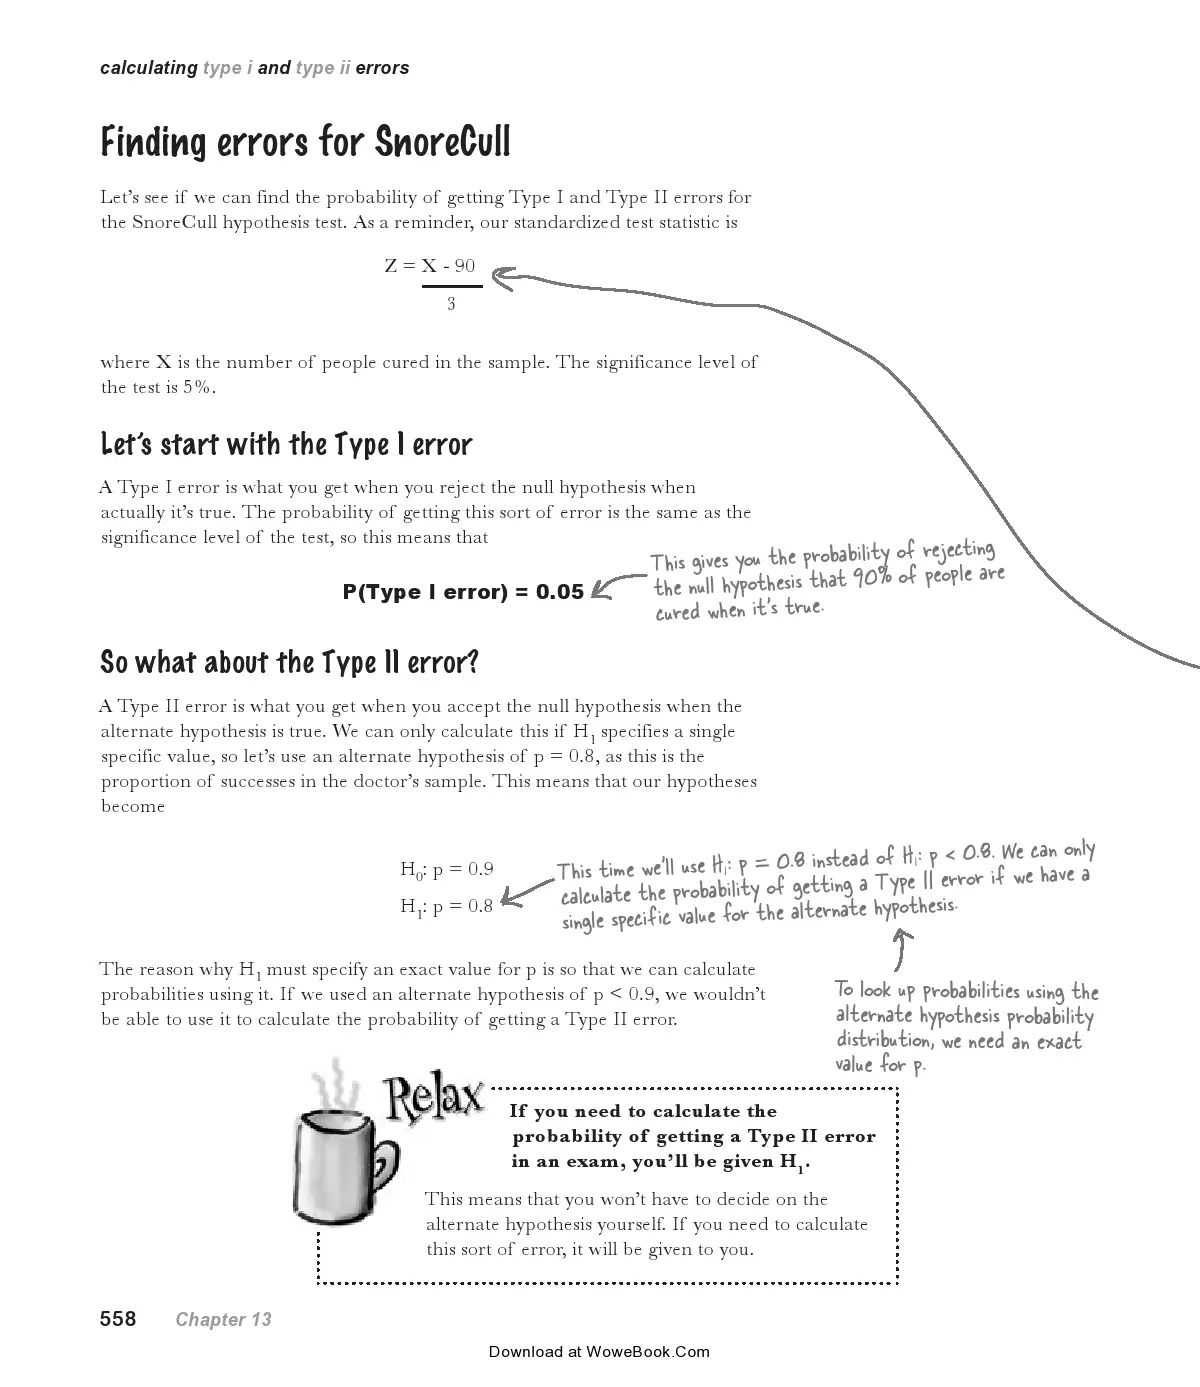 calculating type i and type ii errors
Finding errors for SnoreCull
Let's see if we can find the probability of getting Type I and Type II errors for
the SnoreCull hypothesis test. As a reminder, our standardized test statistic is
Z = X - 90
3
where X is the number of people cured in the sample. The significance level of
the test is 5%.
Let's start with the Type I error
A Type I error is what you get when you reject the null hypothesis when
actually it's true. The probability of getting this sort of error is the same as the
significance level of the test, so this means that
This gives you the probability of rejecting
the null hypothesis that 90% of people are
cured when it's true.
P(Type I error) = 0.05
So what about the Type II error?
A Type II error is what you get when you accept the null hypothesis when the
alternate hypothesis is true. We can only calculate this if H1 specifies a single
specific value, so let's use an alternate hypothesis of p = 0.8, as this is the
proportion of successes in the doctor's sample. This means that our hypotheses
become
H0: p = 0.9
H1: p = 0.8
This time we'll use H1: p = 0.8 instead of H1: p < 0.8. We can only
calculate the probability of getting a Type II error if we have a
single specific value for the alternate hypothesis.
The reason why H1 must specify an exact value for p is so that we can calculate
probabilities using it. If we used an alternate hypothesis of p < 0.9, we wouldn't
be able to use it to calculate the probability of getting a Type II error.
To look up probabilities using the
alternate hypothesis probability
distribution, we need an exact
value for p.
Relax
If you need to calculate the
probability of getting a Type II error
in an exam, you'll be given H1.
This means that you won't have to decide on the
alternate hypothesis yourself. If you need to calculate
this sort of error, it will be given to you.
558 Chapter 13
Download at WoweBook.Com